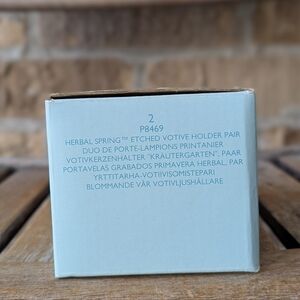 2
P8469
HERBAL SPRING™ ETCHED VOTIVE HOLDER PAIR
DUO DE PORTE-LAMPIONS PRINTANIER
VOTIVKERZENHALTER "KRÄUTERGARTEN", PAAR
PORTAVELAS GRABADOS PRIMAVERA HERBAL, PAR
YRTTITARHA-VOTIIVISOMISTEPARI
BLOMMANDE VÅR VOTIVLJUSHÅLLARE